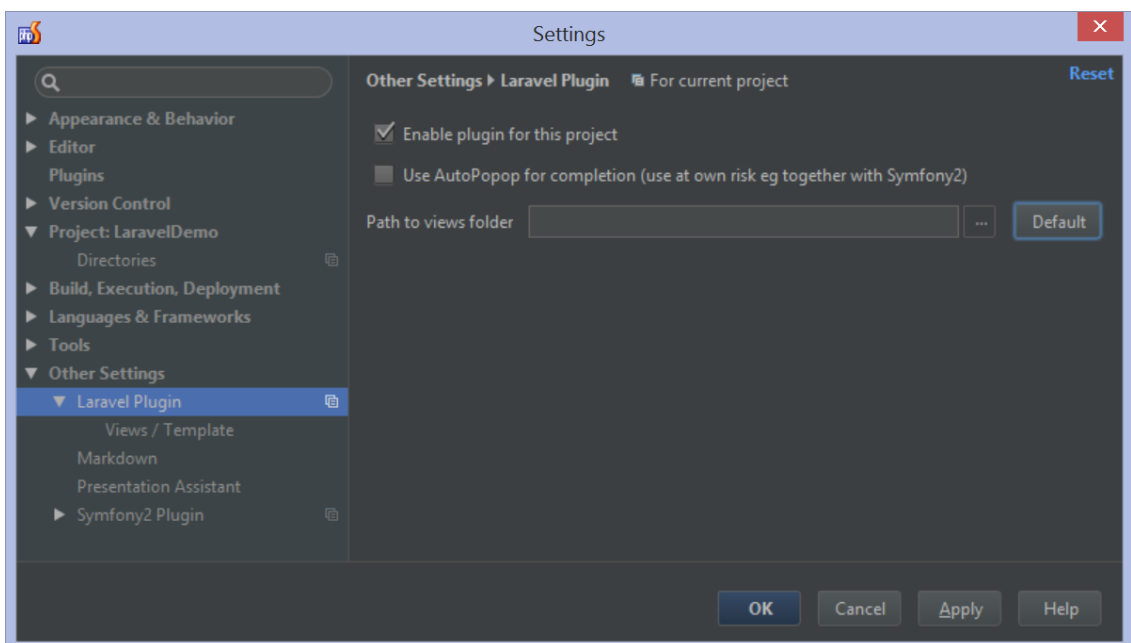 Settings
Other Settings Laravel Plugin For current project Reset
Appearance & Behavior
Editor
Plugins
Version Control
Project: LaravelDemo
Directories
Build, Execution, Deployment
Languages & Frameworks
Tools
Other Settings
Laravel Plugin
Views / Template
Markdown
Presentation Assistant
Symfony2 Plugin
Enable plugin for this project
Use AutoPopop for completion (use at own risk eg together with Symfony2)
Path to views folder ... Default
OK Cancel Apply Help